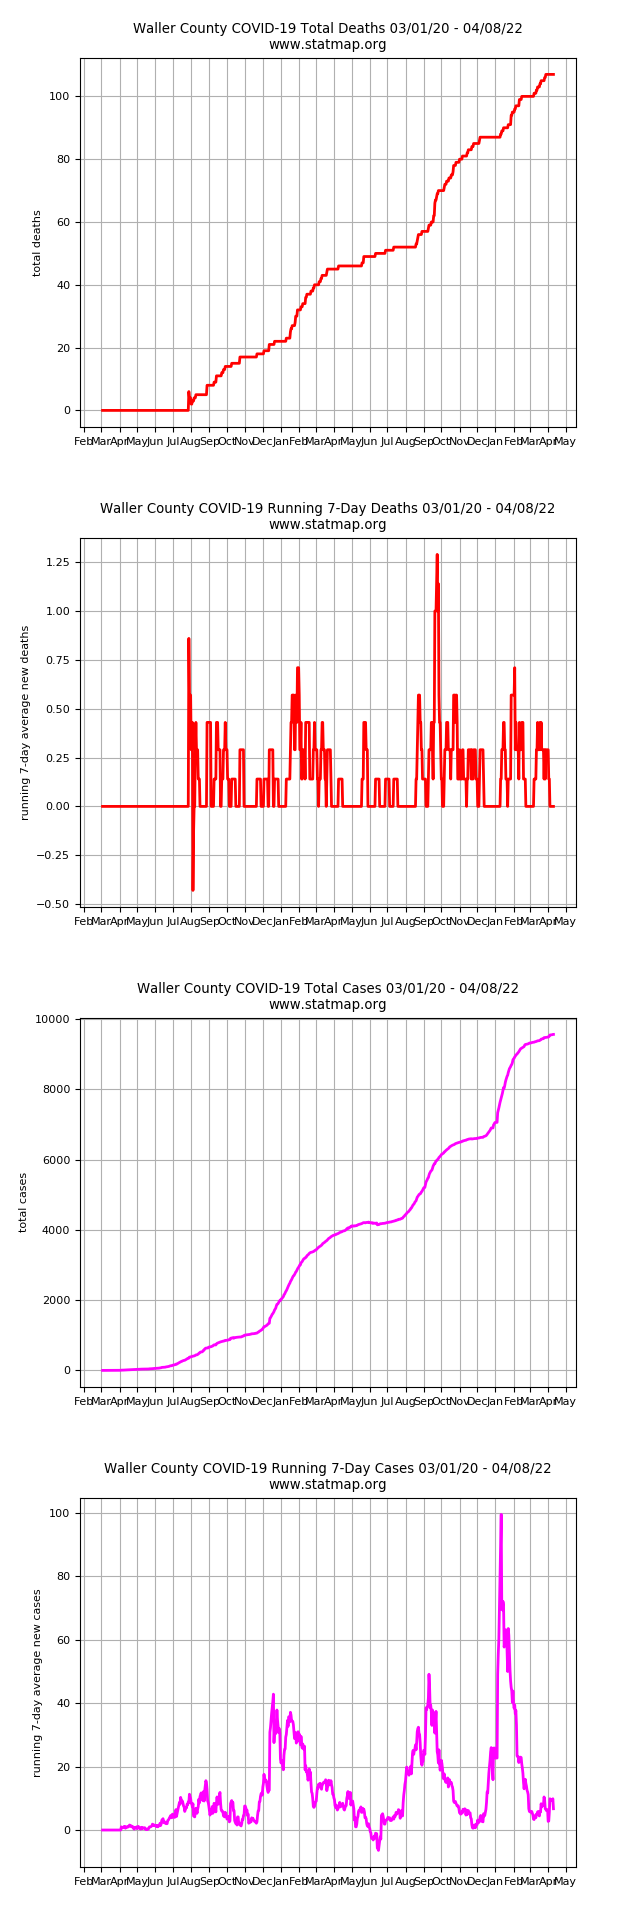 Waller County COVID-19 Total Deaths 03/01/20 - 04/08/22
www.statmap.org
total deaths
100
80
60
40
20
0
Feb Mar Apr May Jun Jul Aug Sep Oct Nov Dec Jan Feb Mar Apr May Jun Jul Aug Sep Oct Nov Dec Jan Feb Mar Apr May
Waller County COVID-19 Running 7-Day Deaths 03/01/20 - 04/08/22
www.statmap.org
running 7-day average new deaths
1.25
1.00
0.75
0.50
0.25
0.00
−0.25
−0.50
Feb Mar Apr May Jun Jul Aug Sep Oct Nov Dec Jan Feb Mar Apr May Jun Jul Aug Sep Oct Nov Dec Jan Feb Mar Apr May
Waller County COVID-19 Total Cases 03/01/20 - 04/08/22
www.statmap.org
total cases
10000
8000
6000
4000
2000
0
Feb Mar Apr May Jun Jul Aug Sep Oct Nov Dec Jan Feb Mar Apr May Jun Jul Aug Sep Oct Nov Dec Jan Feb Mar Apr May
Waller County COVID-19 Running 7-Day Cases 03/01/20 - 04/08/22
www.statmap.org
running 7-day average new cases
100
80
60
40
20
0
Feb Mar Apr May Jun Jul Aug Sep Oct Nov Dec Jan Feb Mar Apr May Jun Jul Aug Sep Oct Nov Dec Jan Feb Mar Apr May